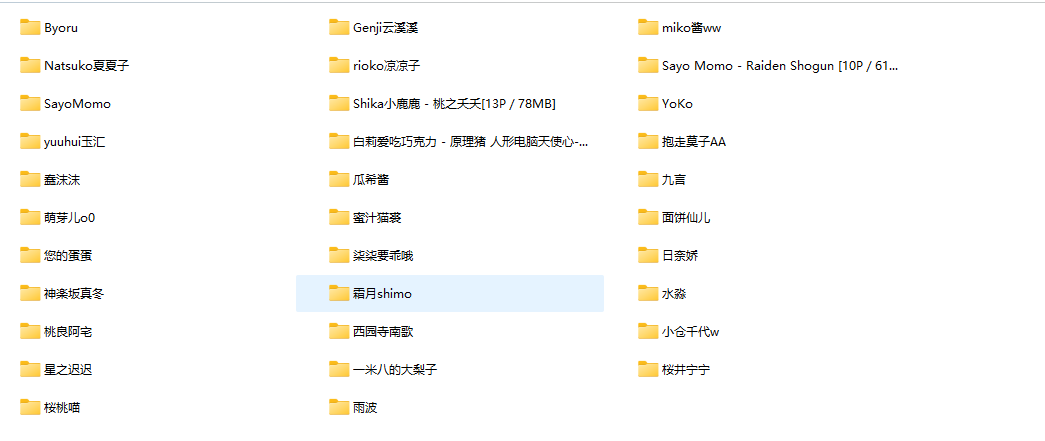 Byoru
Genji云溪溪
miko酱ww
Natsuko夏夏子
rioko凉凉子
Sayo Momo - Raiden Shogun [10P / 61...
SayoMomo
Shika小鹿鹿 - 桃之夭夭[13P / 78MB]
YoKo
yuuhui玉汇
白莉爱吃巧克力 - 原理猪 人形电脑天使心-...
抱走莫子AA
蠢沫沫
瓜希酱
九言
萌芽儿o0
蜜汁猫裘
面饼仙儿
您的蛋蛋
柒柒要乖哦
日奈娇
神楽坂真冬
霜月shimo
水淼
桃良阿宅
西园寺南歌
小仓千代w
星之迟迟
一米八的大梨子
桜井宁宁
桜桃喵
雨波